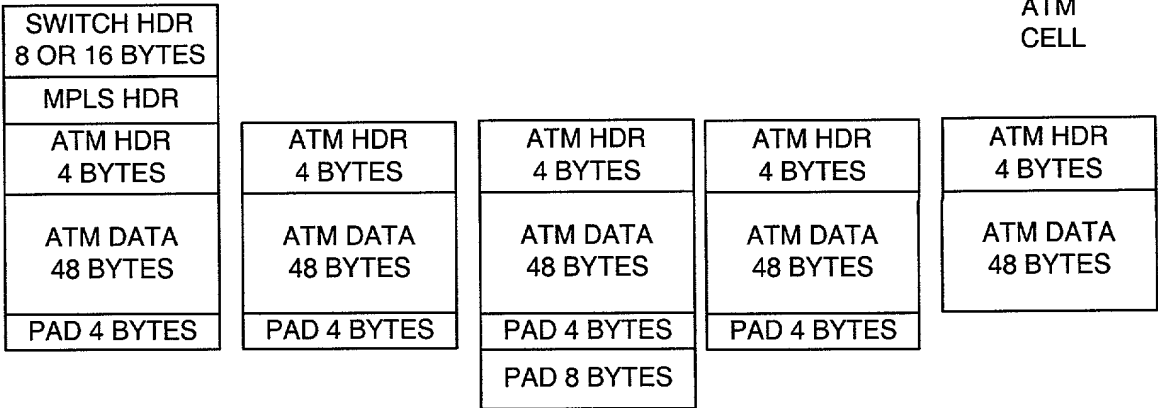 SWITCH HDR
8 OR 16 BYTES
MPLS HDR
ATM HDR
4 BYTES
ATM DATA
48 BYTES
PAD 4 BYTES
ATM HDR
4 BYTES
ATM DATA
48 BYTES
PAD 4 BYTES
ATM HDR
4 BYTES
ATM DATA
48 BYTES
PAD 4 BYTES
PAD 8 BYTES
ATM HDR
4 BYTES
ATM DATA
48 BYTES
PAD 4 BYTES
ATM
CELL
ATM HDR
4 BYTES
ATM DATA
48 BYTES